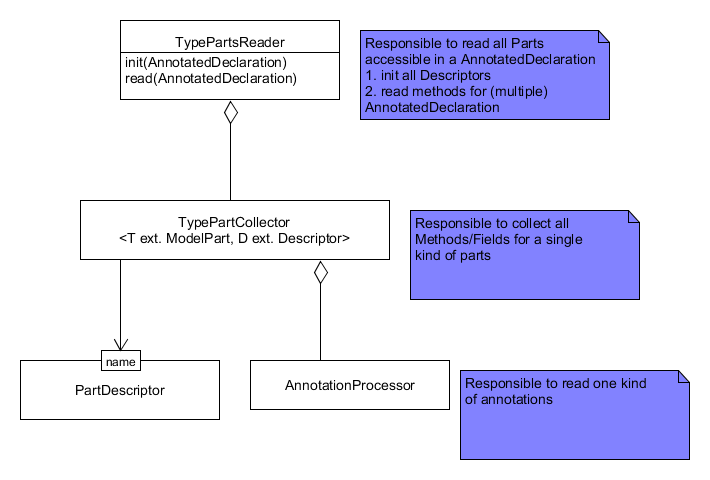 TypePartsReader
init(AnnotatedDeclaration)
read(AnnotatedDeclaration)
Responsible to read all Parts
accessible in a AnnotatedDeclaration
1. init all Descriptors
2. read methods for (multiple)
AnnotatedDeclaration
TypePartCollector
<T ext. ModelPart, D ext. Descriptor>
Responsible to collect all
Methods/Fields for a single
kind of parts
name
PartDescriptor
AnnotationProcessor
Responsible to read one kind
of annotations